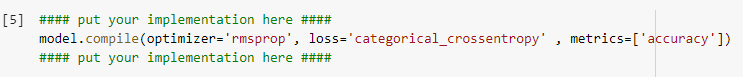 [5] #### put your implementation here ####
model.compile(optimizer='rmsprop', loss='categorical_crossentropy' , metrics=['accuracy'])
#### put your implementation here ####